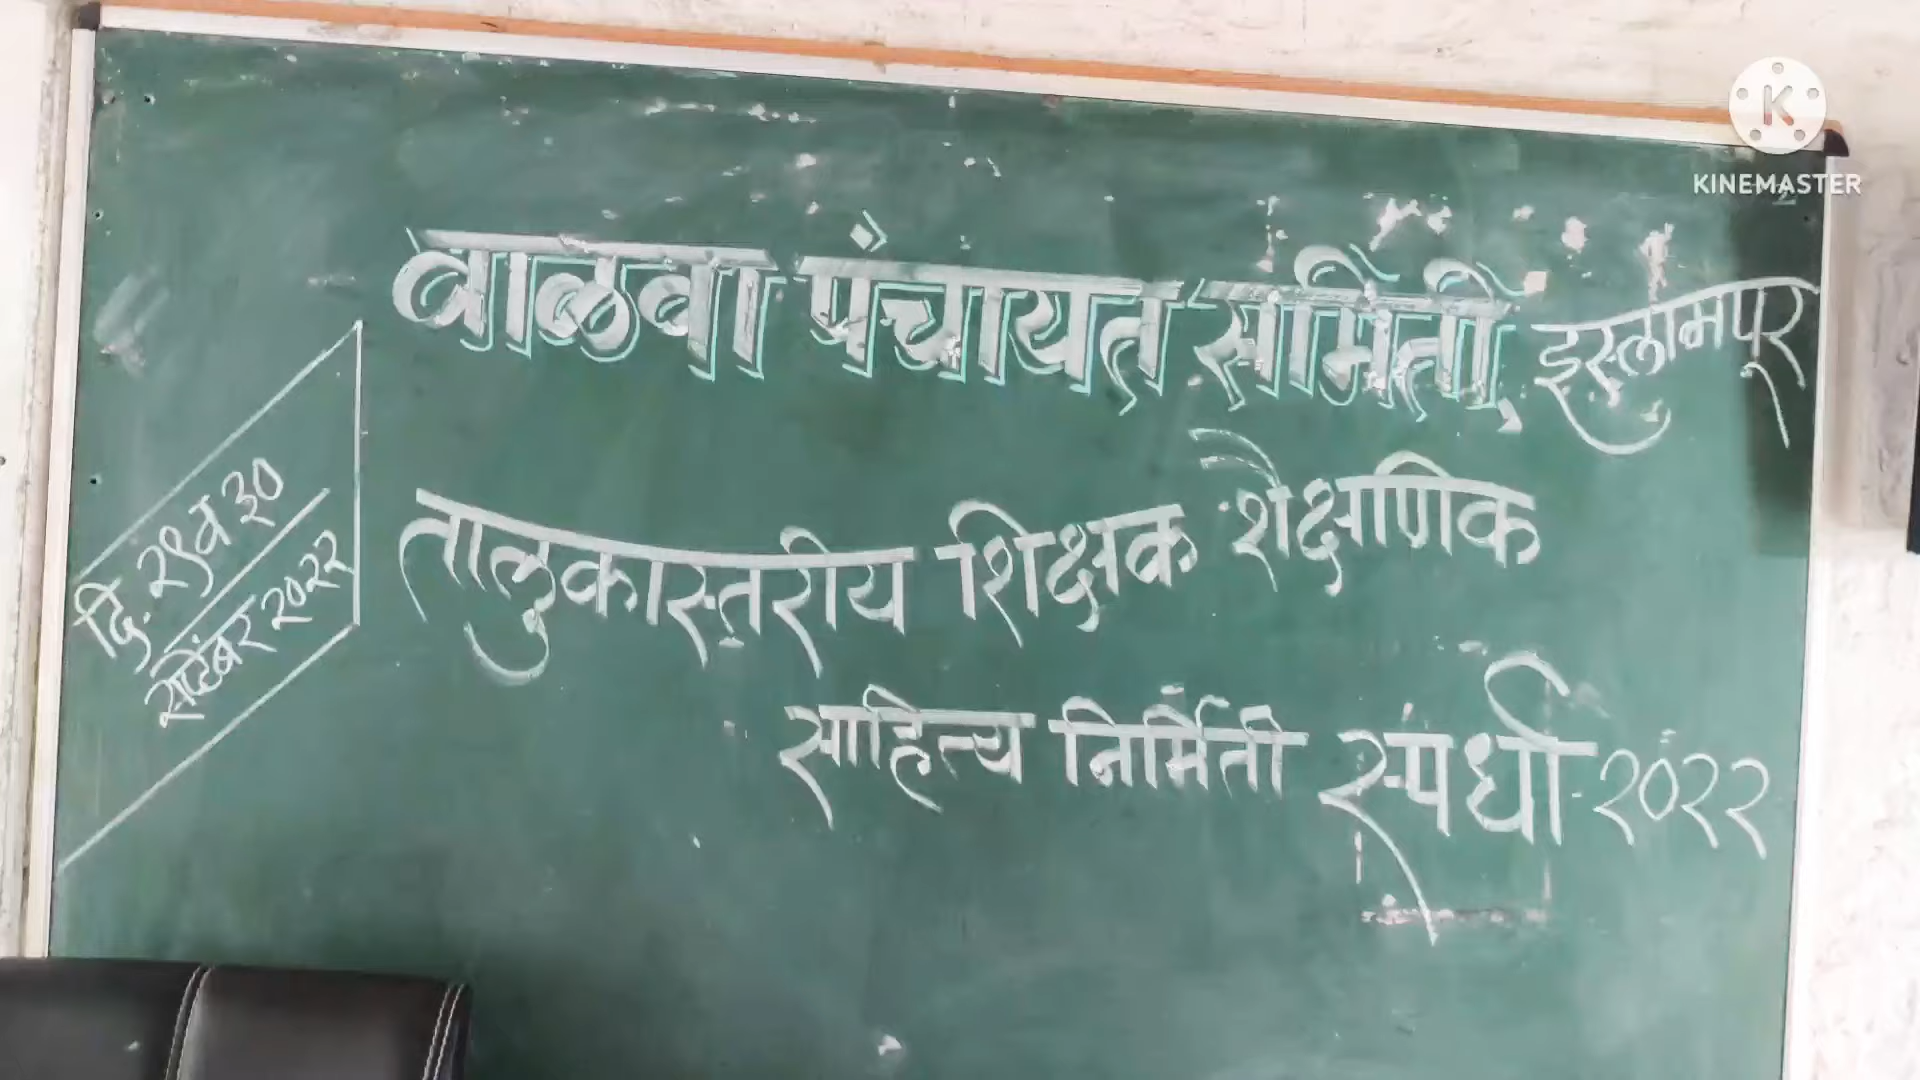 KINEMASTER
वाळवा पंचायत समिती, इस्लामपूर
दि. २९ व ३०
सप्टेंबर २०२२
तालुकास्तरीय शिक्षक शैक्षणिक
साहित्य निर्मिती स्पर्धा - २०२२